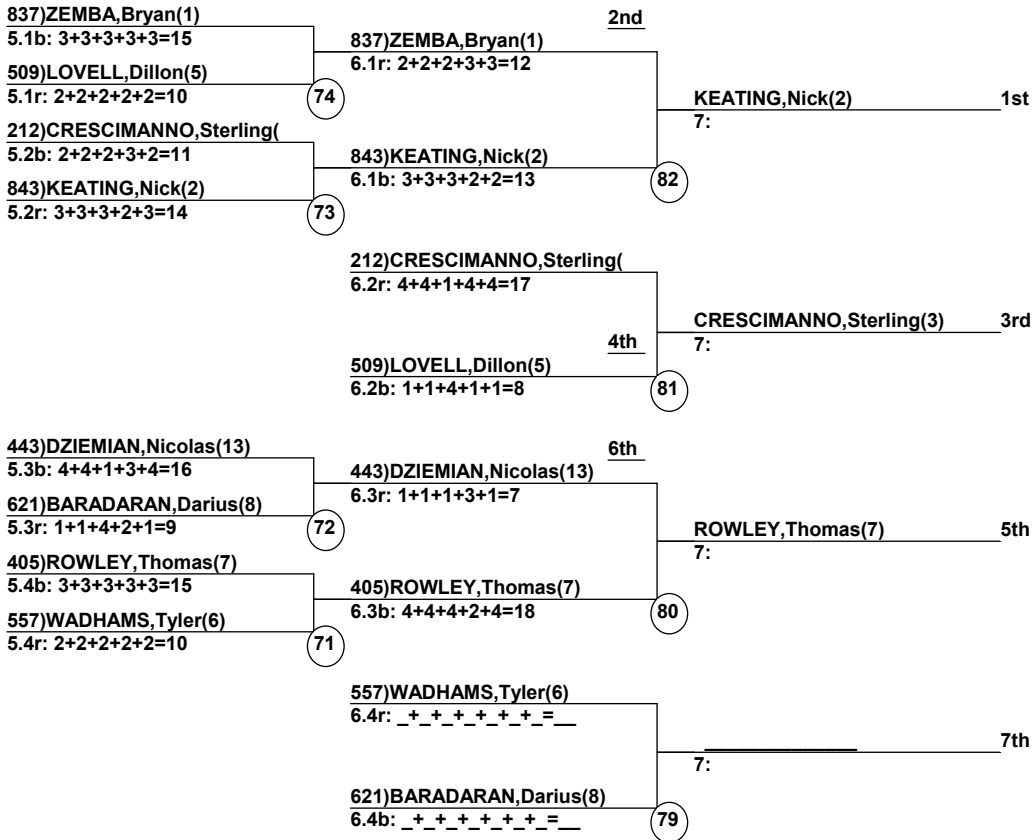 837)ZEMBA,Bryan(1)
5.1b: 3+3+3+3+3=15
509)LOVELL,Dillon(5)
5.1r: 2+2+2+2+2=10
74
212)CRESCIMANNO,Sterling(
5.2b: 2+2+2+3+2=11
843)KEATING,Nick(2)
5.2r: 3+3+3+2+3=14
73
2nd
837)ZEMBA,Bryan(1)
6.1r: 2+2+2+3+3=12
843)KEATING,Nick(2)
6.1b: 3+3+3+2+2=13
82
KEATING,Nick(2) 1st
7:
212)CRESCIMANNO,Sterling(
6.2r: 4+4+1+4+4=17
4th
509)LOVELL,Dillon(5)
6.2b: 1+1+4+1+1=8
81
CRESCIMANNO,Sterling(3) 3rd
7:
443)DZIEMIAN,Nicolas(13)
5.3b: 4+4+1+3+4=16
621)BARADARAN,Darius(8)
5.3r: 1+1+4+2+1=9
72
405)ROWLEY,Thomas(7)
5.4b: 3+3+3+3+3=15
557)WADHAMS,Tyler(6)
5.4r: 2+2+2+2+2=10
71
6th
443)DZIEMIAN,Nicolas(13)
6.3r: 1+1+1+3+1=7
405)ROWLEY,Thomas(7)
6.3b: 4+4+4+2+4=18
80
ROWLEY,Thomas(7) 5th
7:
557)WADHAMS,Tyler(6)
6.4r: _+_+_+_+_+_+_=__
621)BARADARAN,Darius(8)
6.4b: _+_+_+_+_+_+_=__
79
______________ 7th
7: